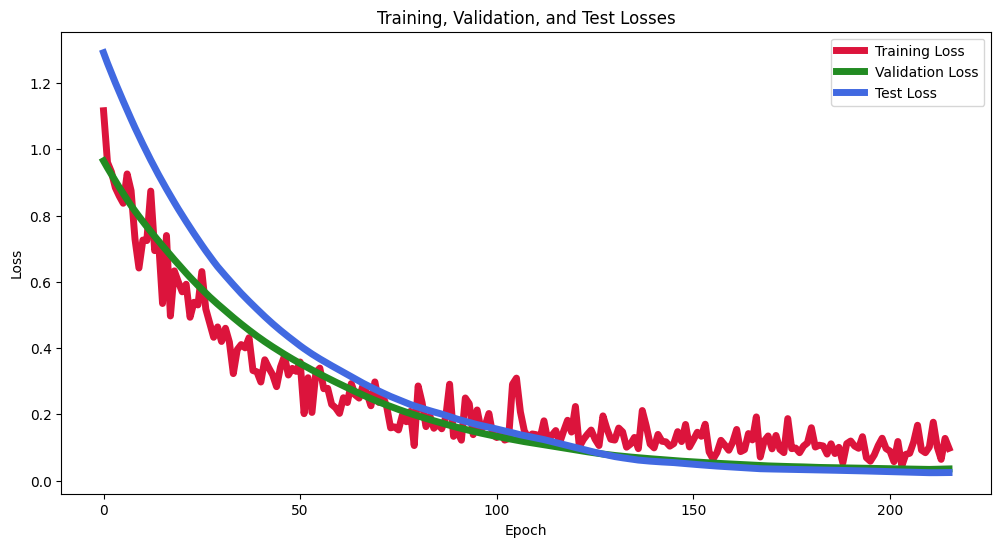 Training, Validation, and Test Losses
Training Loss
Validation Loss
Test Loss
Loss
1.2
1.0
0.8
0.6
0.4
0.2
0.0
0
50
100
150
200
Epoch